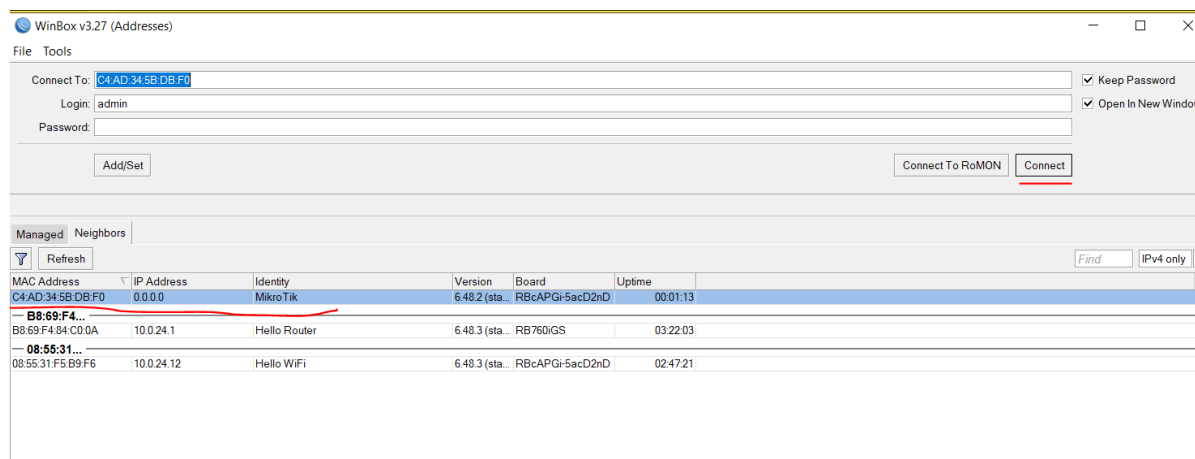 WinBox v3.27 (Addresses)
File Tools
Connect To: C4:AD:34:5B:DB:F0 Keep Password
Login: admin Open In New Windo
Password:
Add/Set Connect To RoMON Connect
Managed Neighbors
Refresh Find IPv4 only
MAC Address IP Address Identity Version Board Uptime
C4:AD:34:5B:DB:F0 0.0.0.0 MikroTik 6.48.2 (sta... RBcAPGi-5acD2nD 00:01:13
B8:69:F4...
B8:69:F4:84:C0:0A 10.0.24.1 Hello Router 6.48.3 (sta... RB760iGS 03:22:03
08:55:31...
08:55:31:F5:B9:F6 10.0.24.12 Hello WiFi 6.48.3 (sta... RBcAPGi-5acD2nD 02:47:21